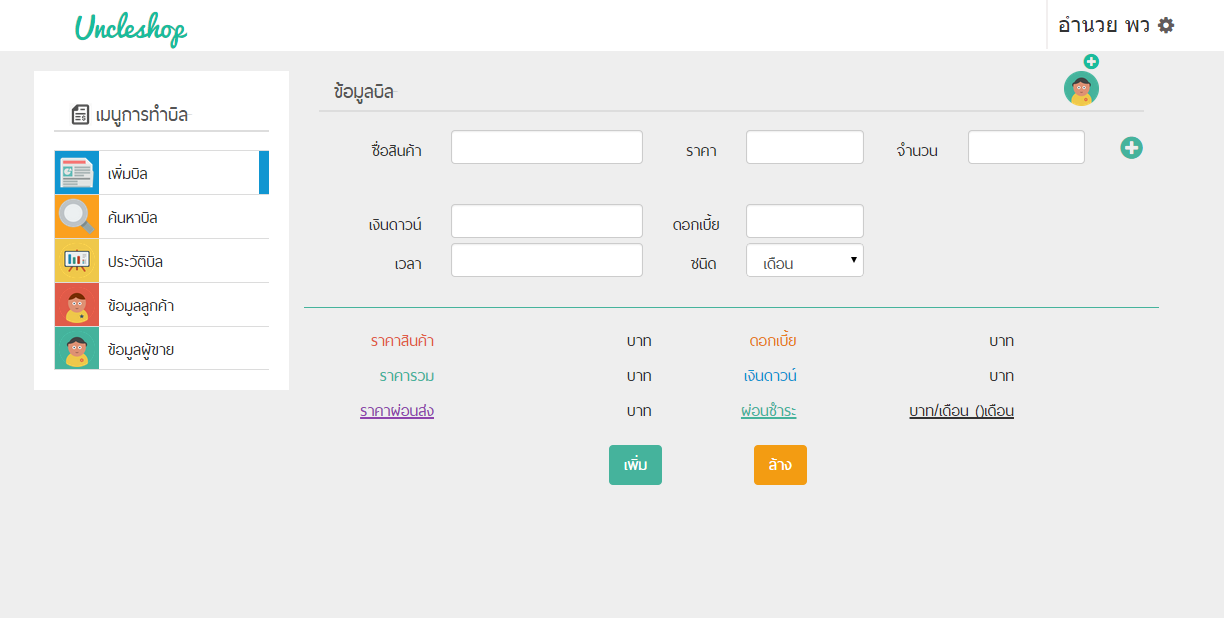 Uncleshop
อำนวย พว
เมนูการทำบิล
เพิ่มบิล
ค้นหาบิล
ประวัติบิล
ข้อมูลลูกค้า
ข้อมูลผู้ขาย
ข้อมูลบิล
ชื่อสินค้า ราคา จำนวน
เงินดาวน์ ดอกเบี้ย
เวลา ชนิด เดือน
ราคาสินค้า บาท ดอกเบี้ย บาท
ราคารวม บาท เงินดาวน์ บาท
ราคาผ่อนส่ง บาท ผ่อนชำระ บาท/เดือน ()เดือน
เพิ่ม ล้าง